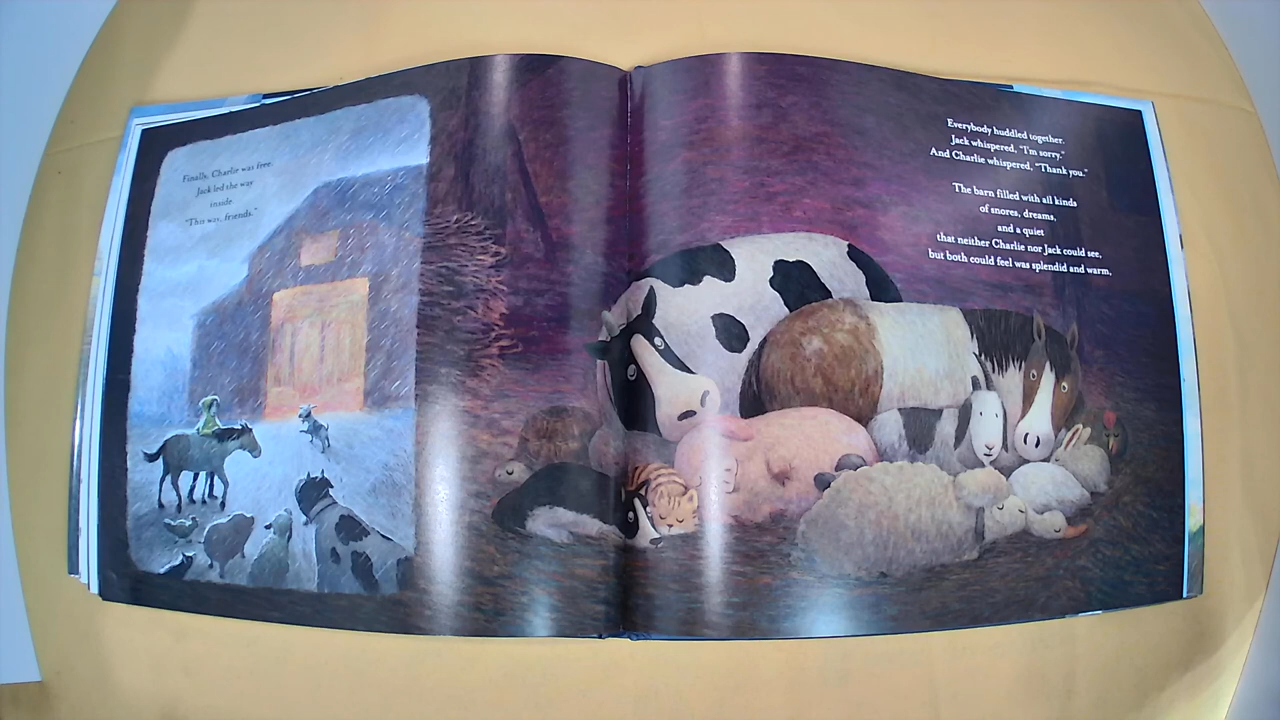 Finally, Charlie was free.
Jack led the way
inside.
"This way, friends."
Everybody huddled together.
Jack whispered, "I'm sorry."
And Charlie whispered, "Thank you."
The barn filled with all kinds
of snores, dreams,
and a quiet
that neither Charlie nor Jack could see,
but both could feel was splendid and warm.